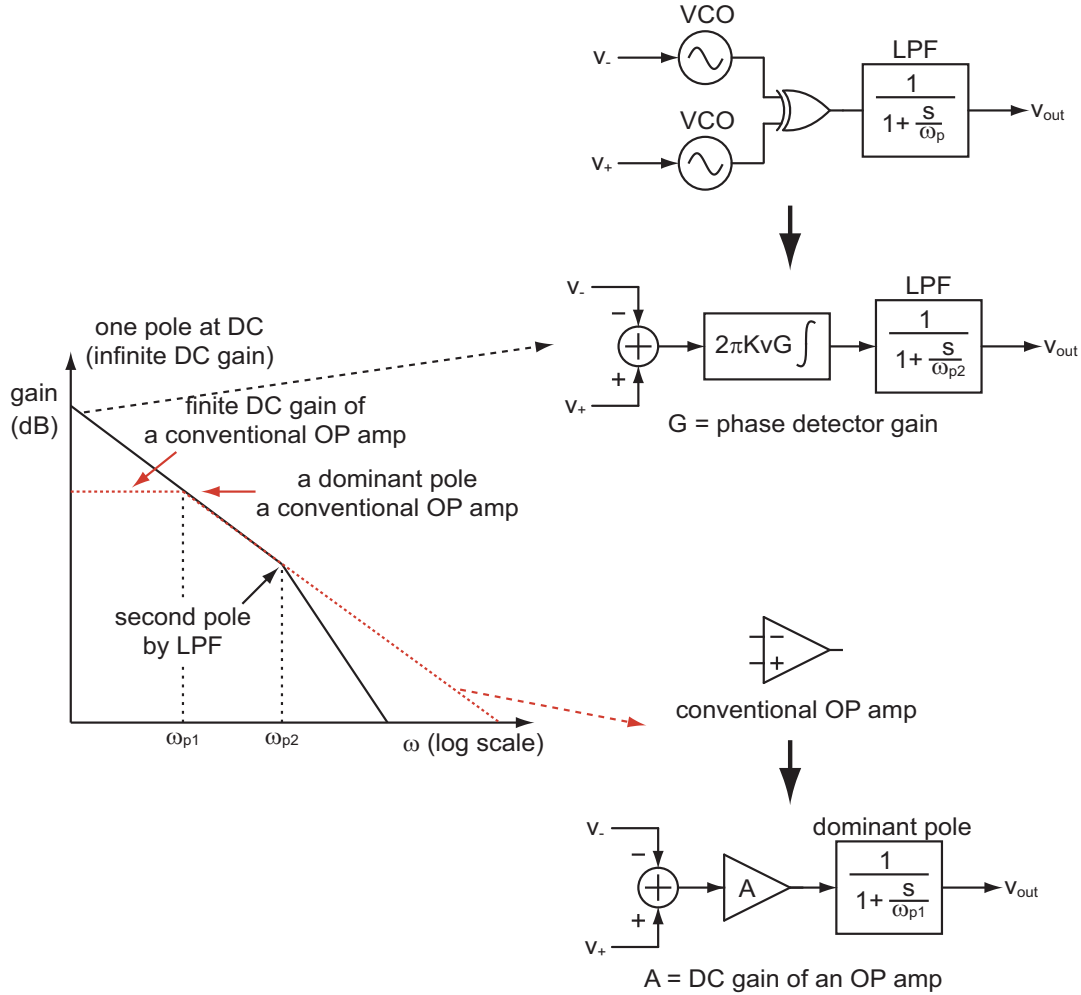 VCO
V-
LPF
1
1+ s
ωp
Vout
VCO
V+
V-
−
+
V+
2πKvG ∫
LPF
1
1+ s
ωp2
Vout
G = phase detector gain
one pole at DC
(infinite DC gain)
gain
(dB)
finite DC gain of
a conventional OP amp
a dominant pole
a conventional OP amp
second pole
by LPF
ωp1
ωp2
ω (log scale)
−
+
conventional OP amp
V-
−
+
V+
A
dominant pole
1
1+ s
ωp1
Vout
A = DC gain of an OP amp